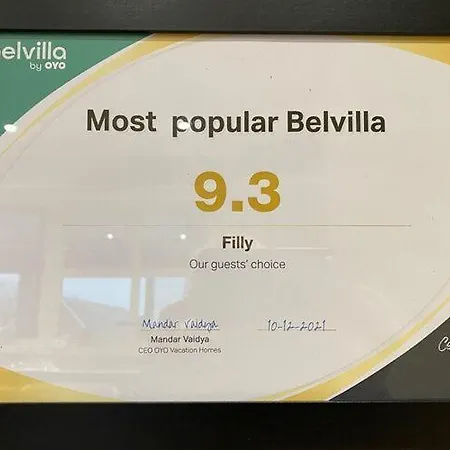 belvilla
by OYO
Most popular Belvilla
9.3
Filly
Our guests' choice
Mandar Vaidya 10-12-2021
Mandar Vaidya
CEO OYO Vacation Homes